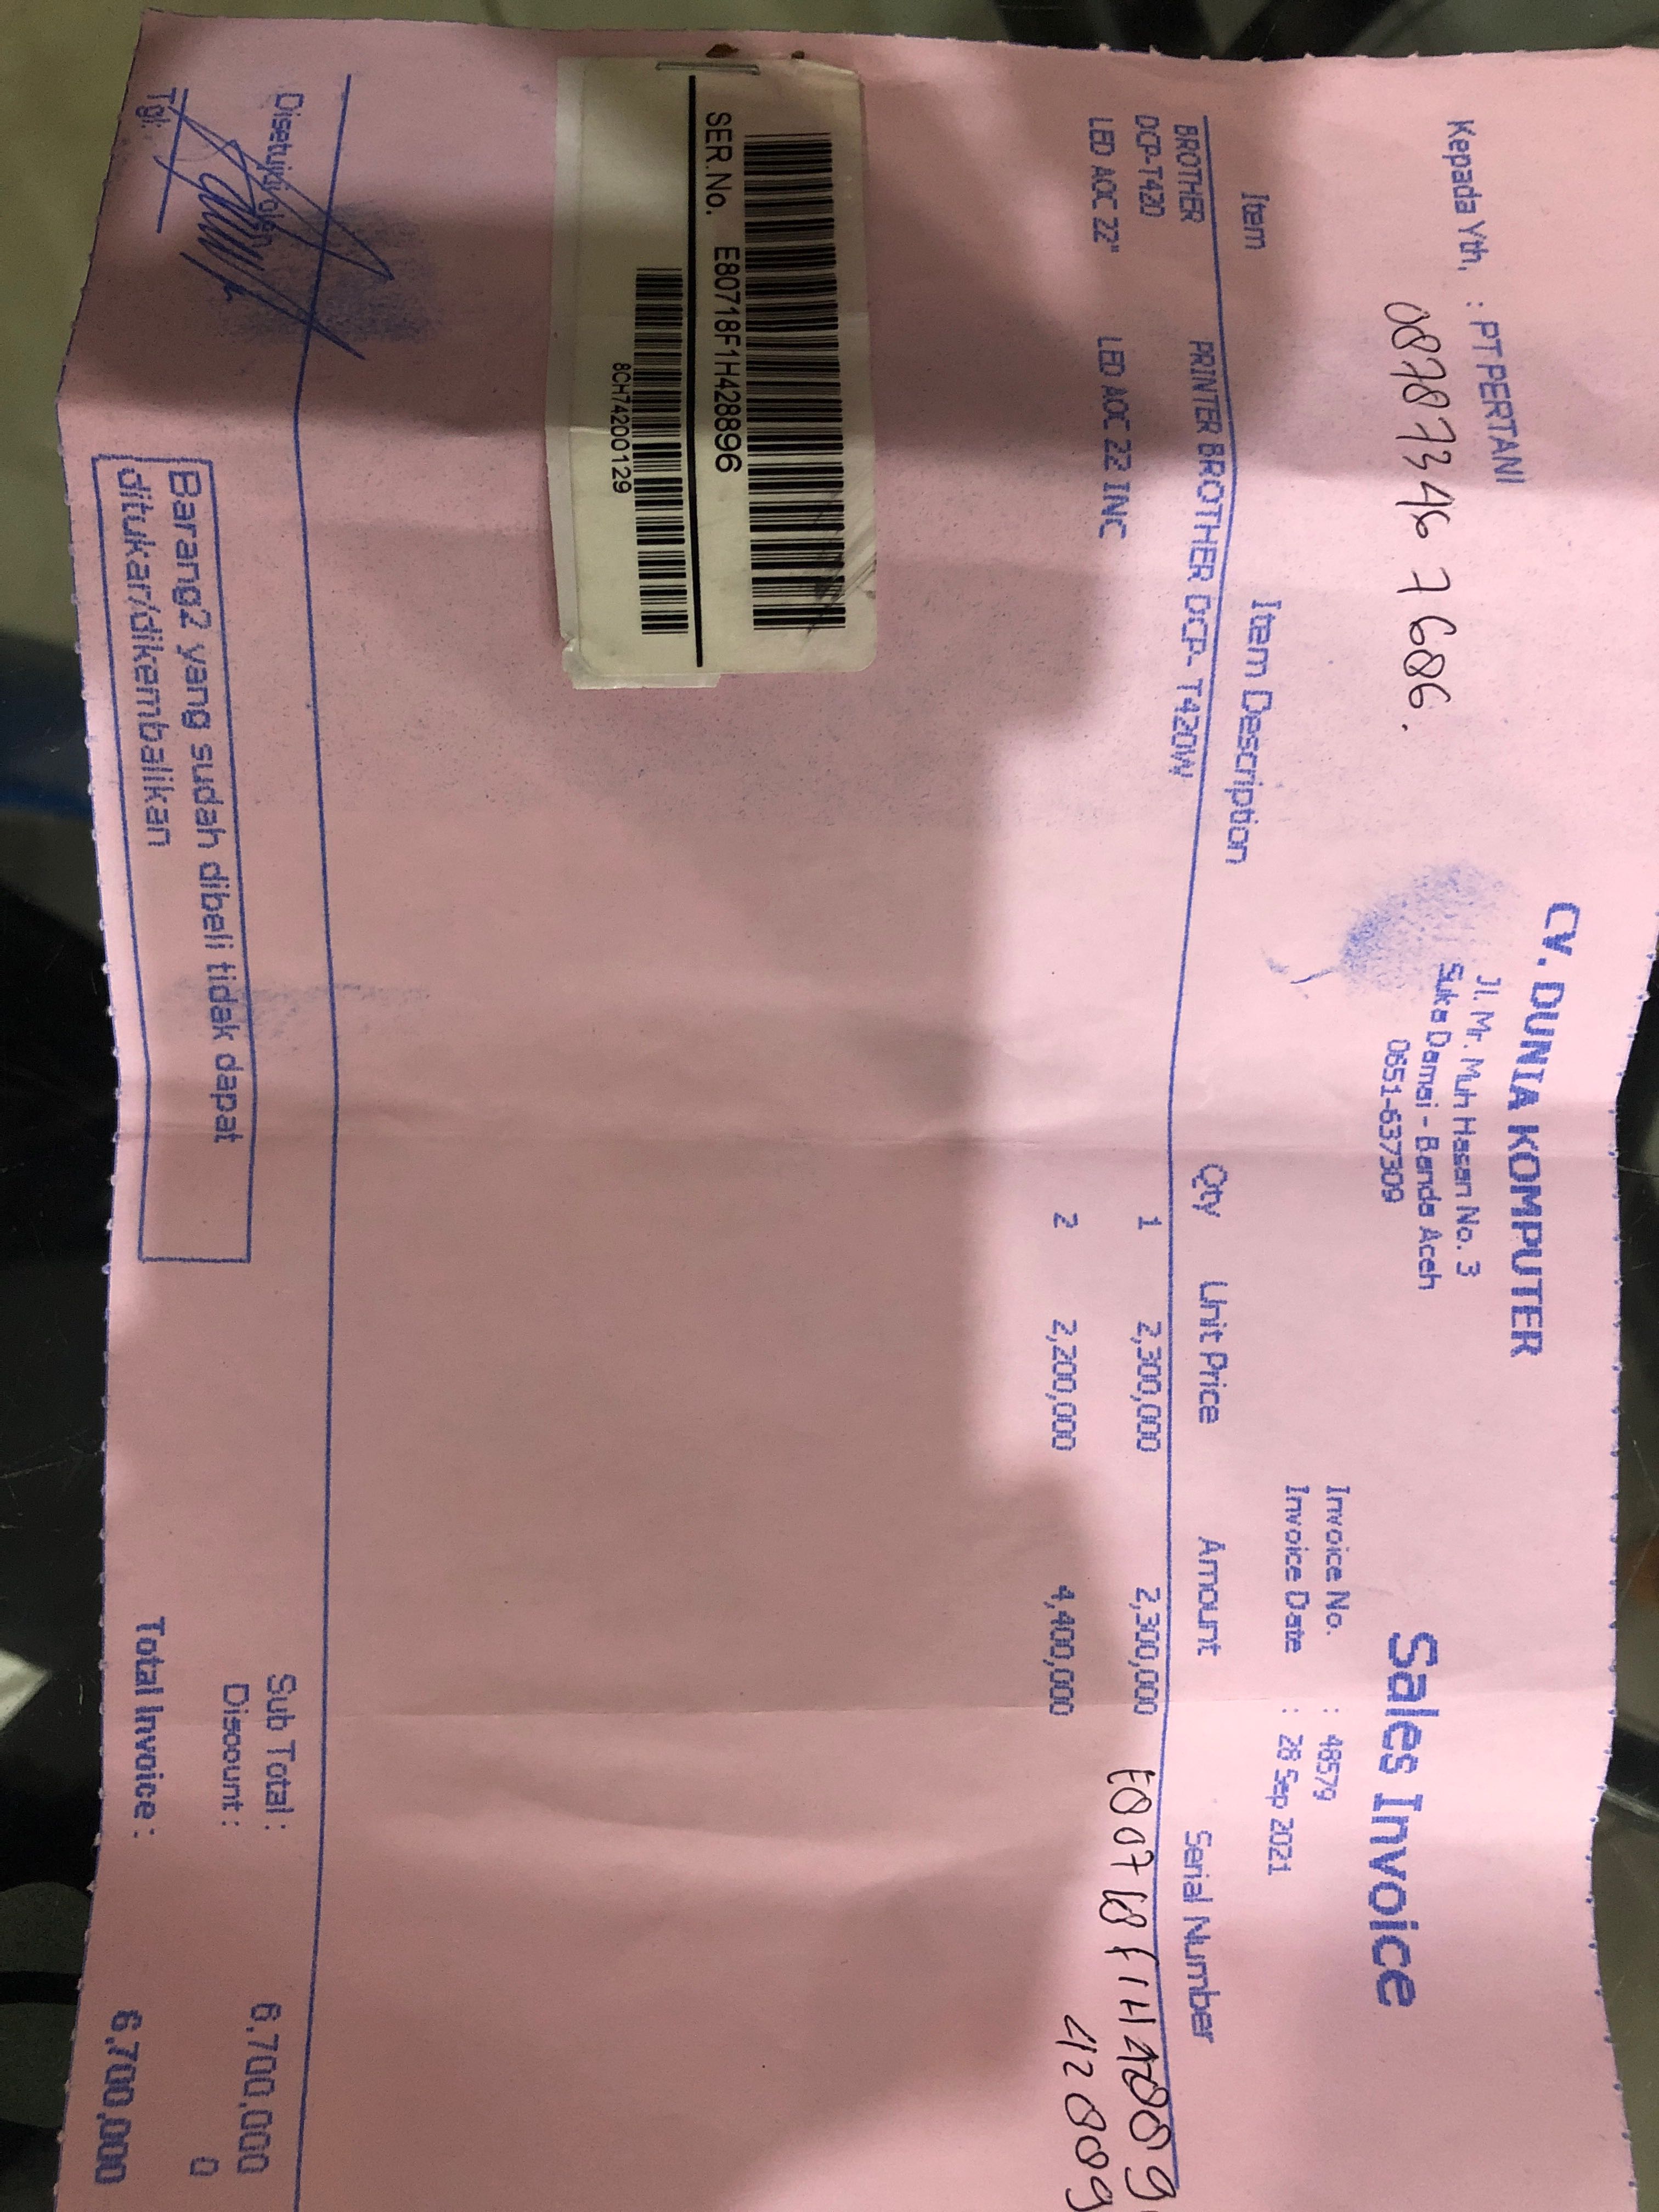 CV. DUNIA KOMPUTER
Jl. Mr. Muh Hasan No. 3
Suka Damai - Banda Aceh
0651-637309
Sales Invoice
Kepada Yth, : PT PERTANI
Invoice No. : 48579
Invoice Date : 28 Sep 2021
Item Item Description Qty Unit Price Amount Serial Number
BROTHER DCP-T420 PRINTER BROTHER DCP- T420W 1 2,300,000 2,300,000
LED AOC 22" LED AOC 22 INC 2 2,200,000 4,400,000
SER.No. E80718F1H428896
8CH74200129
Disetujui oleh
Tgl:
Barang2 yang sudah dibeli tidak dapat
ditukar/dikembalikan
Sub Total : 6,700,000
Discount : 0
Total Invoice : 6,700,000